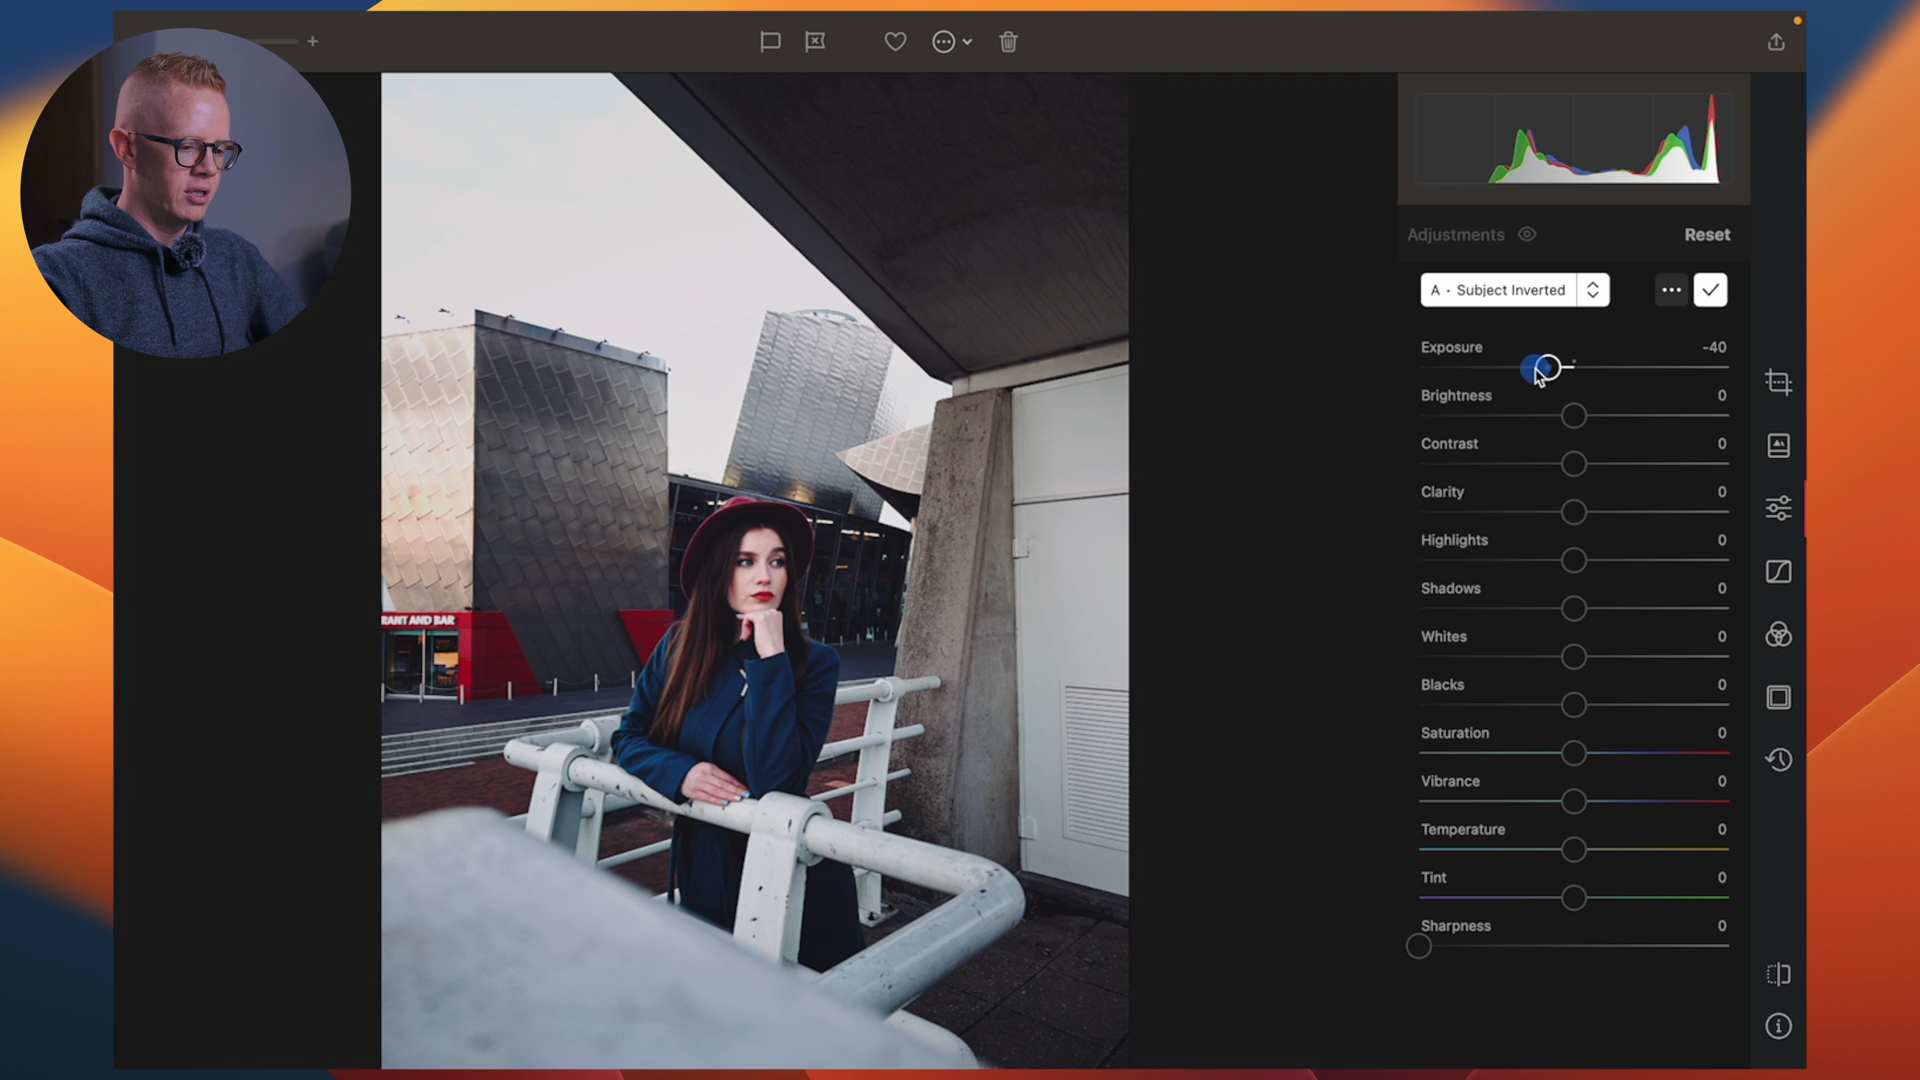 Adjustments
Reset
A · Subject Inverted
Exposure -40
Brightness 0
Contrast 0
Clarity 0
Highlights 0
Shadows 0
Whites 0
Blacks 0
Saturation 0
Vibrance 0
Temperature 0
Tint 0
Sharpness 0
RANT AND BAR